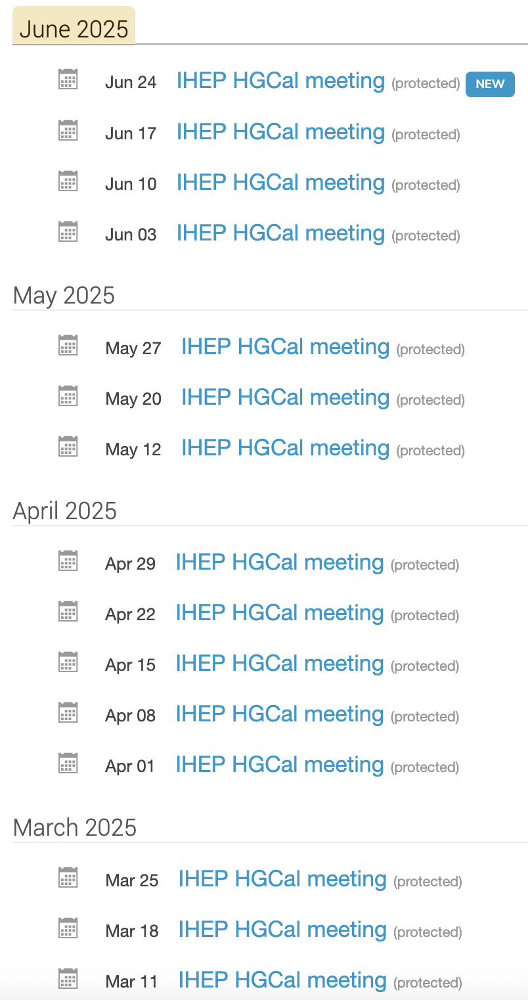 June 2025
Jun 24 IHEP HGCal meeting (protected) NEW
Jun 17 IHEP HGCal meeting (protected)
Jun 10 IHEP HGCal meeting (protected)
Jun 03 IHEP HGCal meeting (protected)
May 2025
May 27 IHEP HGCal meeting (protected)
May 20 IHEP HGCal meeting (protected)
May 12 IHEP HGCal meeting (protected)
April 2025
Apr 29 IHEP HGCal meeting (protected)
Apr 22 IHEP HGCal meeting (protected)
Apr 15 IHEP HGCal meeting (protected)
Apr 08 IHEP HGCal meeting (protected)
Apr 01 IHEP HGCal meeting (protected)
March 2025
Mar 25 IHEP HGCal meeting (protected)
Mar 18 IHEP HGCal meeting (protected)
Mar 11 IHEP HGCal meeting (protected)